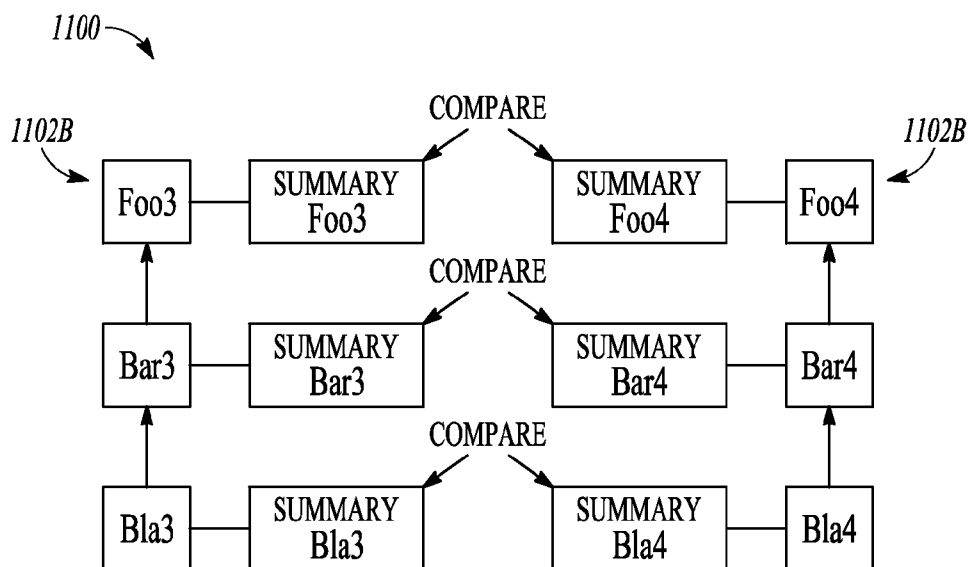 1100
COMPARE
1102B
1102B
Foo3
SUMMARY
Foo3
SUMMARY
Foo4
Foo4
COMPARE
Bar3
SUMMARY
Bar3
SUMMARY
Bar4
Bar4
COMPARE
Bla3
SUMMARY
Bla3
SUMMARY
Bla4
Bla4